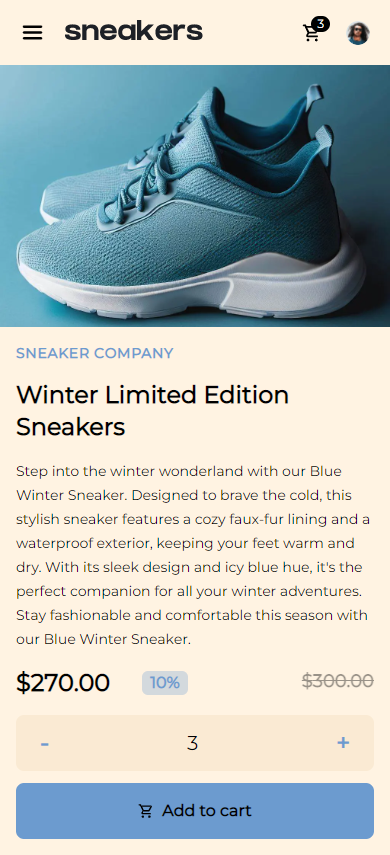 sneakers
3
SNEAKER COMPANY
Winter Limited Edition
Sneakers
Step into the winter wonderland with our Blue
Winter Sneaker. Designed to brave the cold, this
stylish sneaker features a cozy faux-fur lining and a
waterproof exterior, keeping your feet warm and
dry. With its sleek design and icy blue hue, it's the
perfect companion for all your winter adventures.
Stay fashionable and comfortable this season with
our Blue Winter Sneaker.
$270.00 10% $300.00
- 3 +
Add to cart